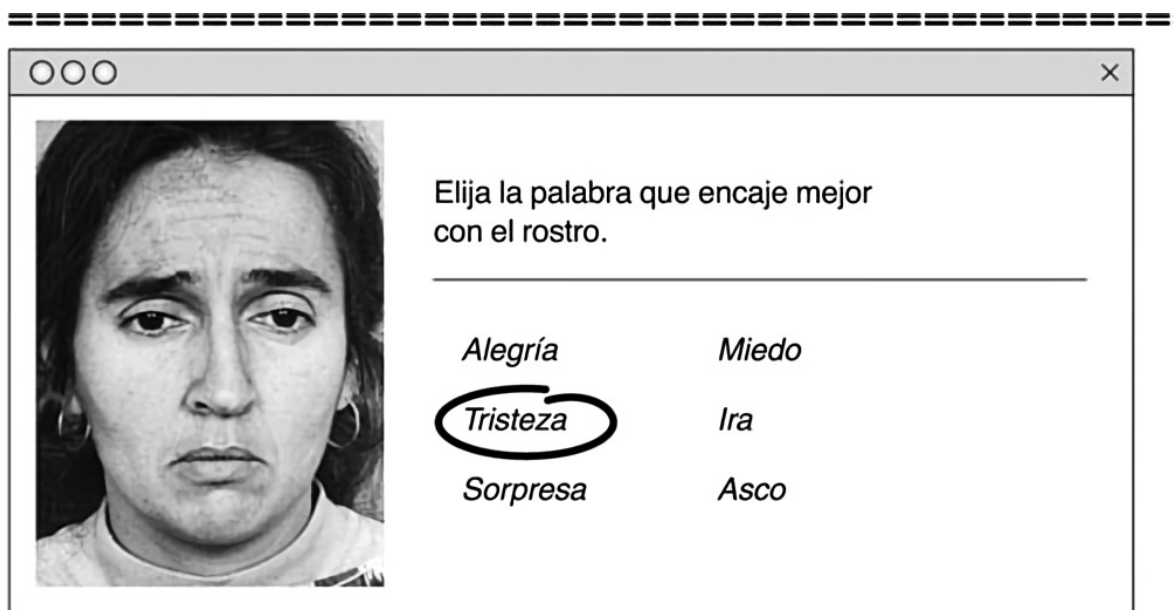 Elija la palabra que encaje mejor
con el rostro.
Alegría Miedo
Tristeza Ira
Sorpresa Asco